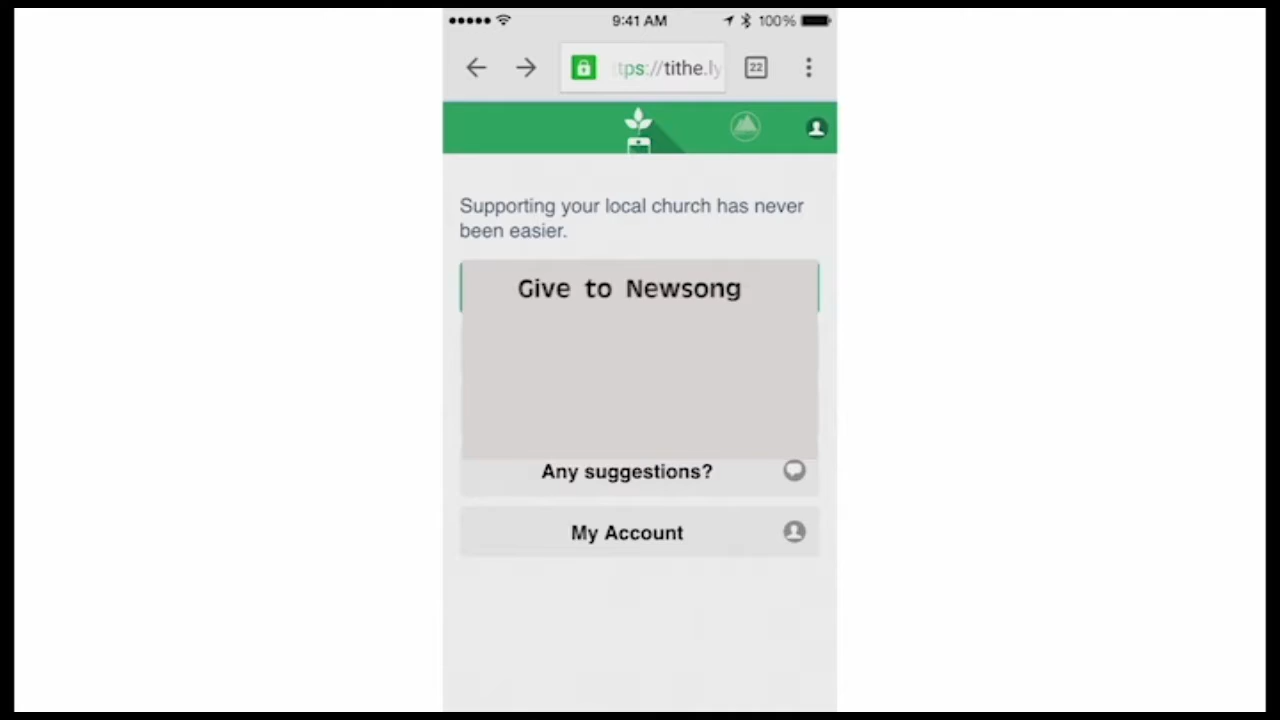 9:41 AM
100%
tps://tithe.ly
22
Supporting your local church has never
been easier.
Give to Newsong
Any suggestions?
My Account